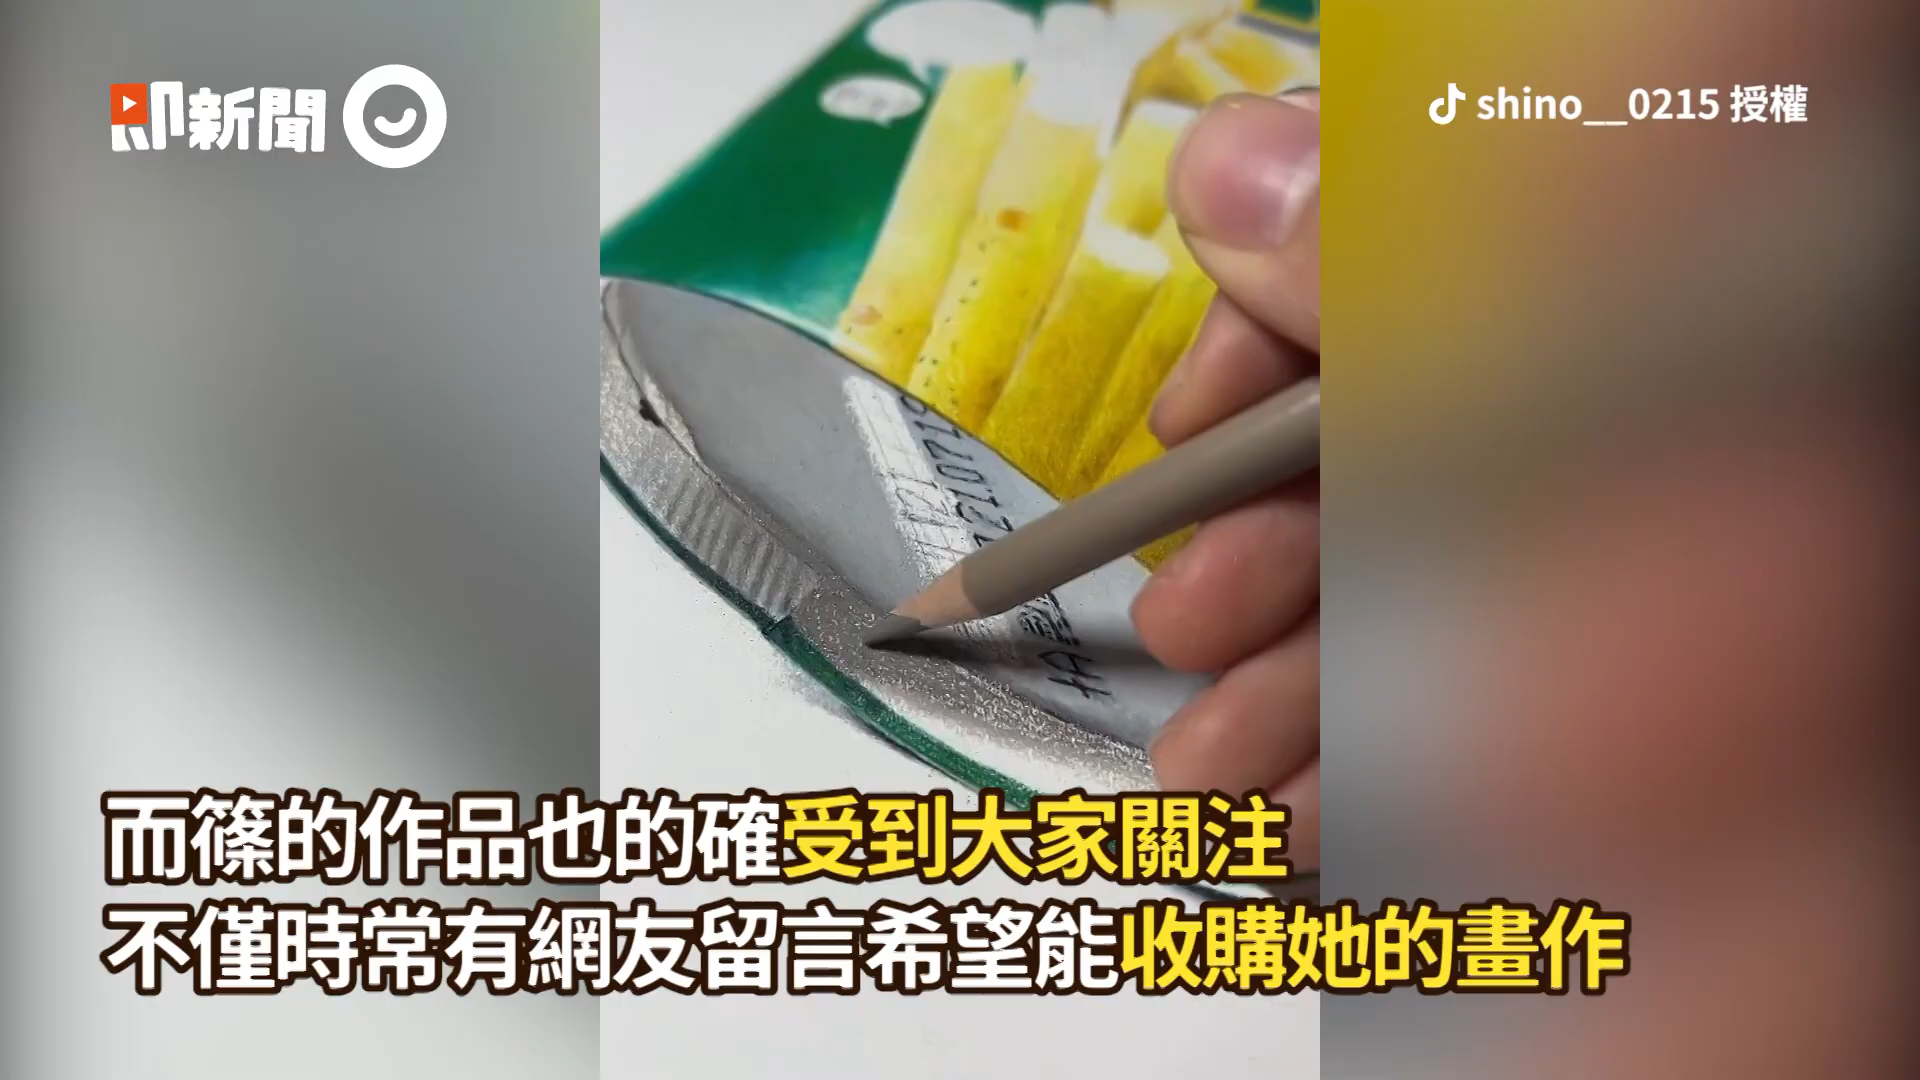 即新聞
shino__0215 授權
而篠的作品也的確受到大家關注
不僅時常有網友留言希望能收購她的畫作